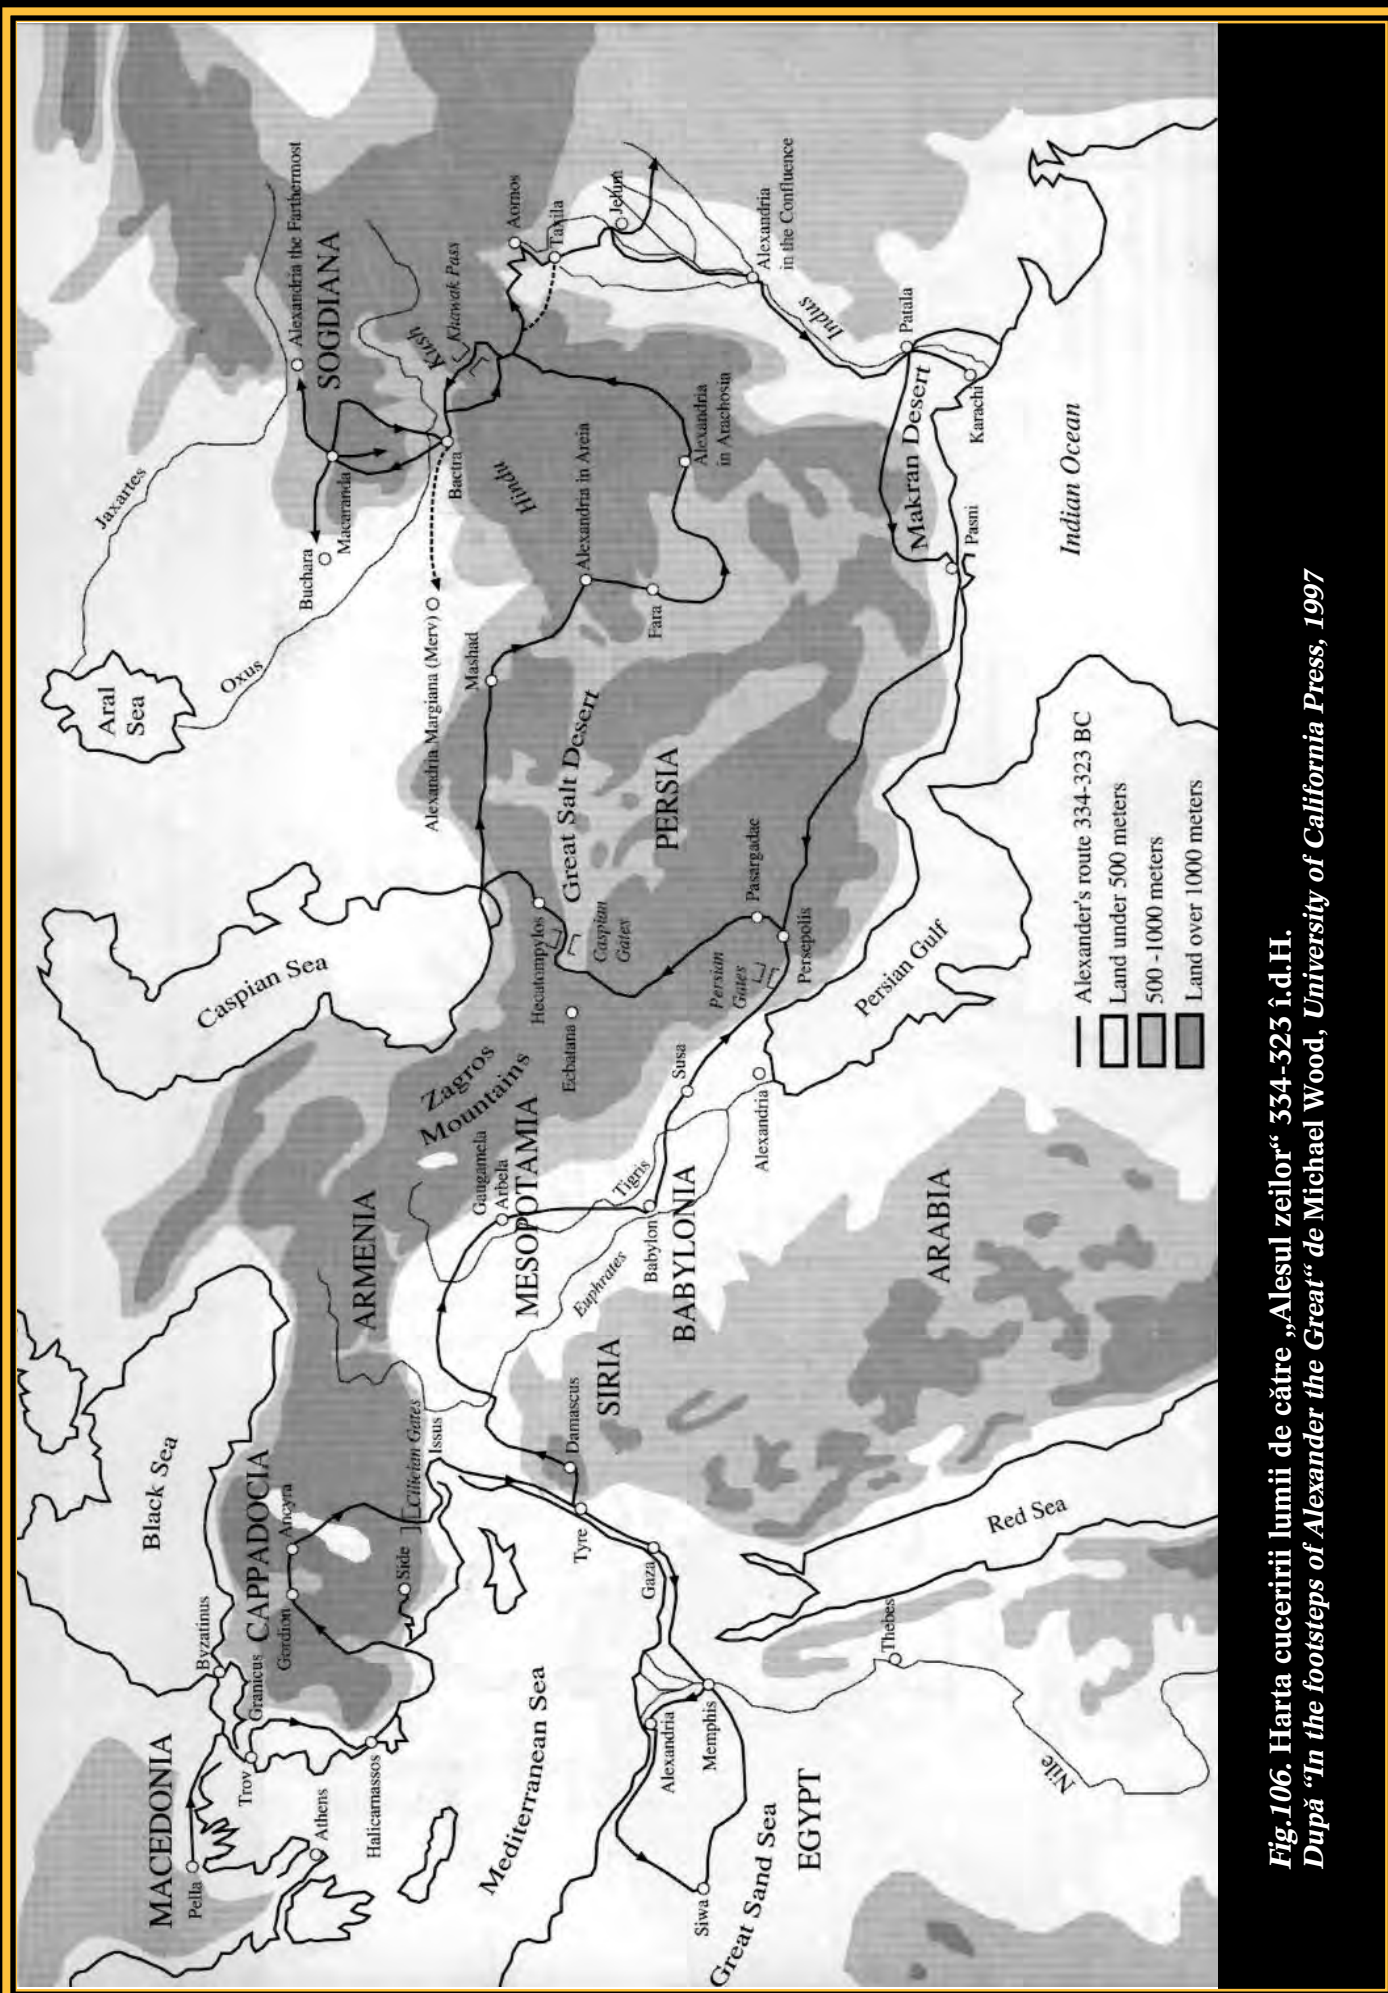 MACEDONIA
Pella
Byzatinus
Granicus
Trov
Athens
Halicarnassos
Black Sea
CAPPADOCIA
Gordion
Ancyra
Side
Cilician Gates
Issus
Mediterranean Sea
ARMENIA
Tyre
Damascus
SIRIA
Gaza
Alexandria
Memphis
Siwa
Great Sand Sea
EGYPT
Thebes
Nile
Red Sea
ARABIA
Gaugamela
Arbela
MESOPOTAMIA
Euphrates
Tigris
Babylon
BABYLONIA
Alexandria
Susa
Zagros
Mountains
Caspian Sea
Ecbatana
Hecatompylos
Caspian
Gates
Great Salt Desert
PERSIA
Persian
Gates
Pasargadae
Persepolis
Persian Gulf
Aral
Sea
Oxus
Jaxartes
Buchara
Macaranda
SOGDIANA
Alexandria the Farthermost
Alexandria Margiana (Merv)
Mashad
Bactra
Hindu
Kush
Khawak Pass
Alexandria in Areia
Fara
Alexandria
in Arachosia
Aornos
Taxila
Jelum
Alexandria
in the Confluence
Indus
Patala
Karachi
Makran Desert
Pasni
Indian Ocean
Alexander's route 334-323 BC
Land under 500 meters
500 -1000 meters
Land over 1000 meters
Fig.106. Harta cuceririi lumii de către „Alesul zeilor“ 334-323 î.d.H.
După “In the footsteps of Alexander the Great“ de Michael Wood, University of California Press, 1997